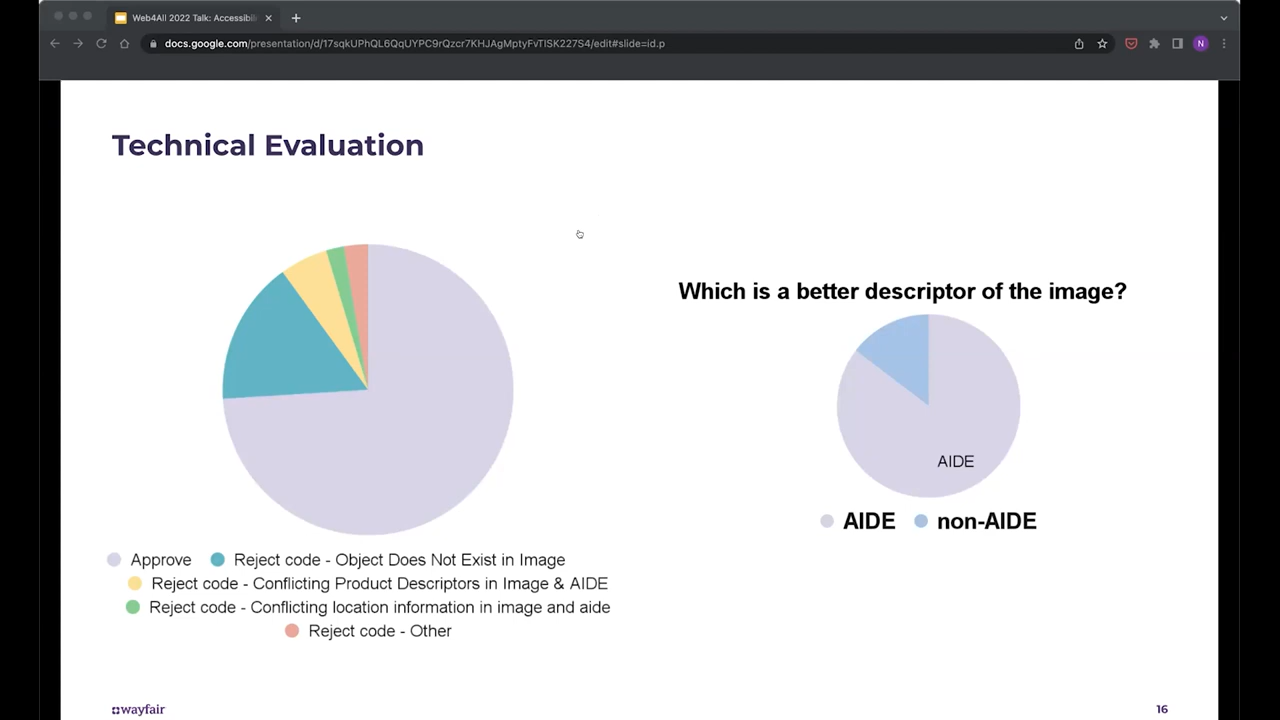 Web4All 2022 Talk: Accessibil
docs.google.com/presentation/d/17sqkUPhQL6QqUYPC9rQzcr7KHJAgMptyFvTlSK227S4/edit#slide=id.p
N
Technical Evaluation
Which is a better descriptor of the image?
AIDE
AIDE non-AIDE
Approve Reject code - Object Does Not Exist in Image
Reject code - Conflicting Product Descriptors in Image & AIDE
Reject code - Conflicting location information in image and aide
Reject code - Other
wayfair
16